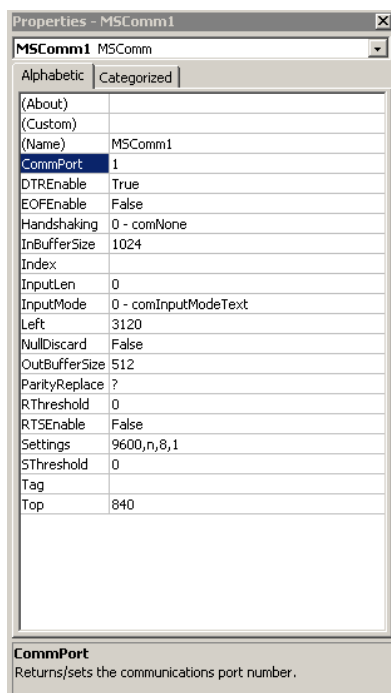 Properties - MSComm1
MSComm1 MSComm
Alphabetic Categorized
(About)
(Custom)
(Name) MSComm1
CommPort 1
DTREnable True
EOFEnable False
Handshaking 0 - comNone
InBufferSize 1024
Index
InputLen 0
InputMode 0 - comInputModeText
Left 3120
NullDiscard False
OutBufferSize 512
ParityReplace ?
RThreshold 0
RTSEnable False
Settings 9600,n,8,1
SThreshold 0
Tag
Top 840
CommPort
Returns/sets the communications port number.